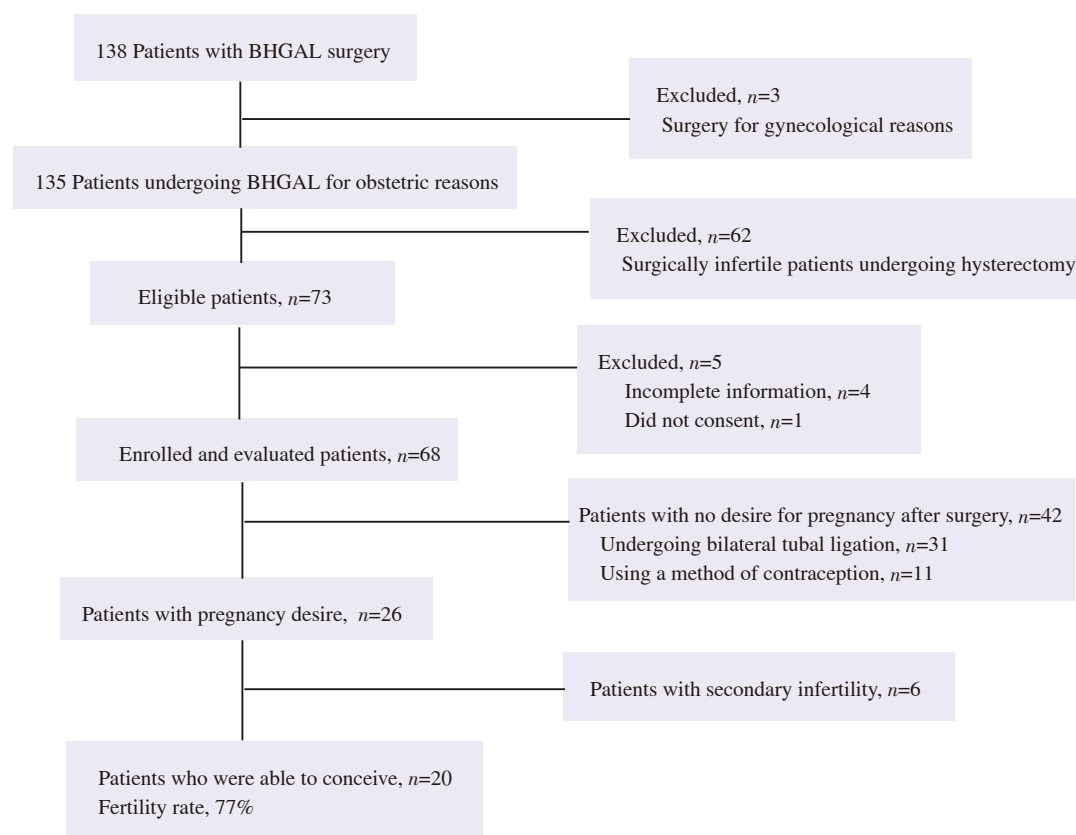 138 Patients with BHGAL surgery
Excluded, n=3
Surgery for gynecological reasons
135 Patients undergoing BHGAL for obstetric reasons
Excluded, n=62
Surgically infertile patients undergoing hysterectomy
Eligible patients, n=73
Excluded, n=5
Incomplete information, n=4
Did not consent, n=1
Enrolled and evaluated patients, n=68
Patients with no desire for pregnancy after surgery, n=42
Undergoing bilateral tubal ligation, n=31
Using a method of contraception, n=11
Patients with pregnancy desire, n=26
Patients with secondary infertility, n=6
Patients who were able to conceive, n=20
Fertility rate, 77%